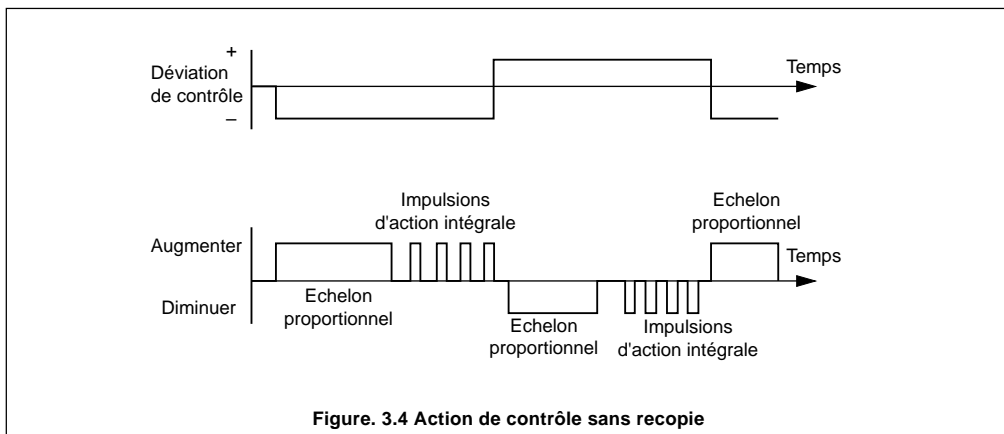 +
Déviation
de contrôle
–
Temps
Impulsions
d'action intégrale
Echelon
proportionnel
Augmenter
Temps
Diminuer
Echelon
proportionnel
Echelon
proportionnel
Impulsions
d'action intégrale
Figure. 3.4 Action de contrôle sans recopie